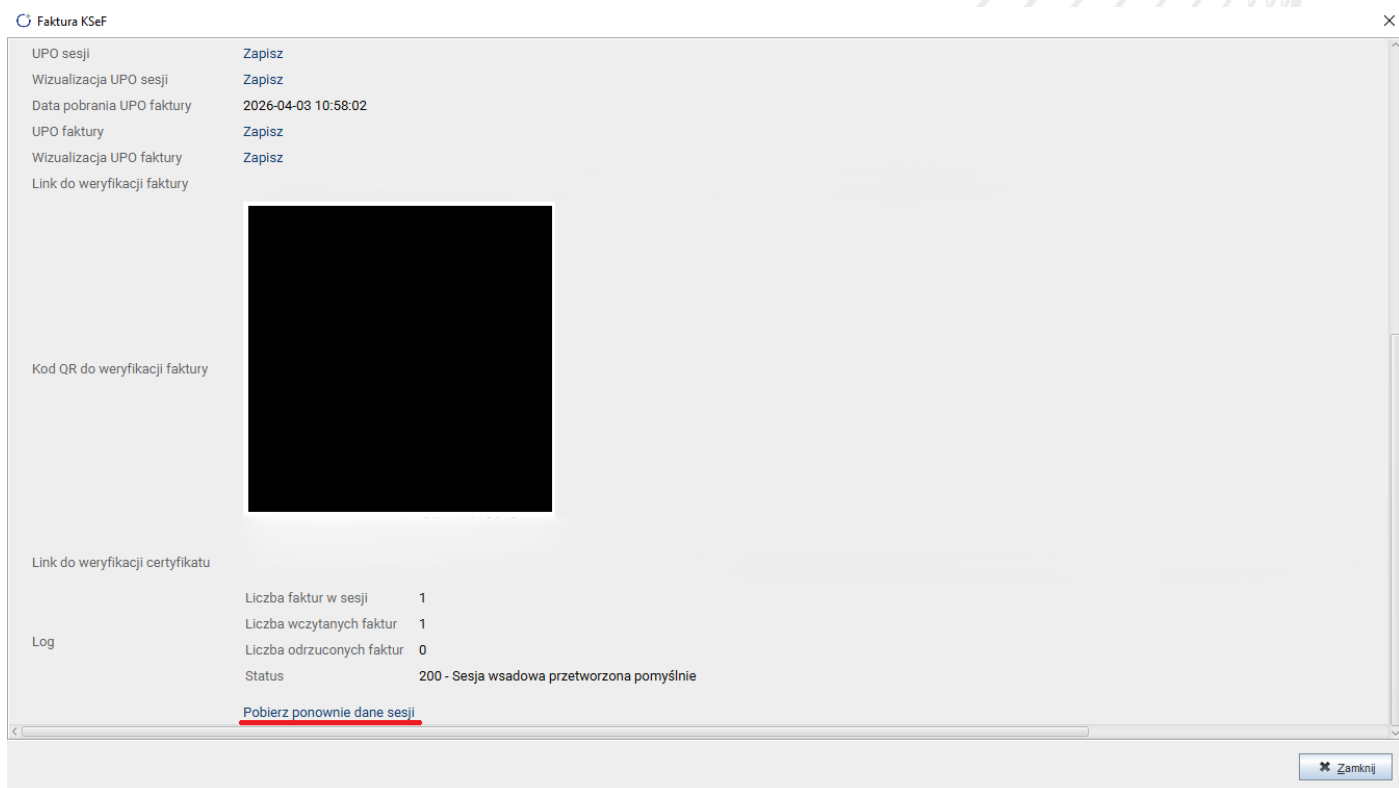 Faktura KSeF
UPO sesji Zapisz
Wizualizacja UPO sesji Zapisz
Data pobrania UPO faktury 2026-04-03 10:58:02
UPO faktury Zapisz
Wizualizacja UPO faktury Zapisz
Link do weryfikacji faktury
Kod QR do weryfikacji faktury
Link do weryfikacji certyfikatu
Log
Liczba faktur w sesji 1
Liczba wczytanych faktur 1
Liczba odrzuconych faktur 0
Status 200 - Sesja wsadowa przetworzona pomyślnie
Pobierz ponownie dane sesji
Zamknij